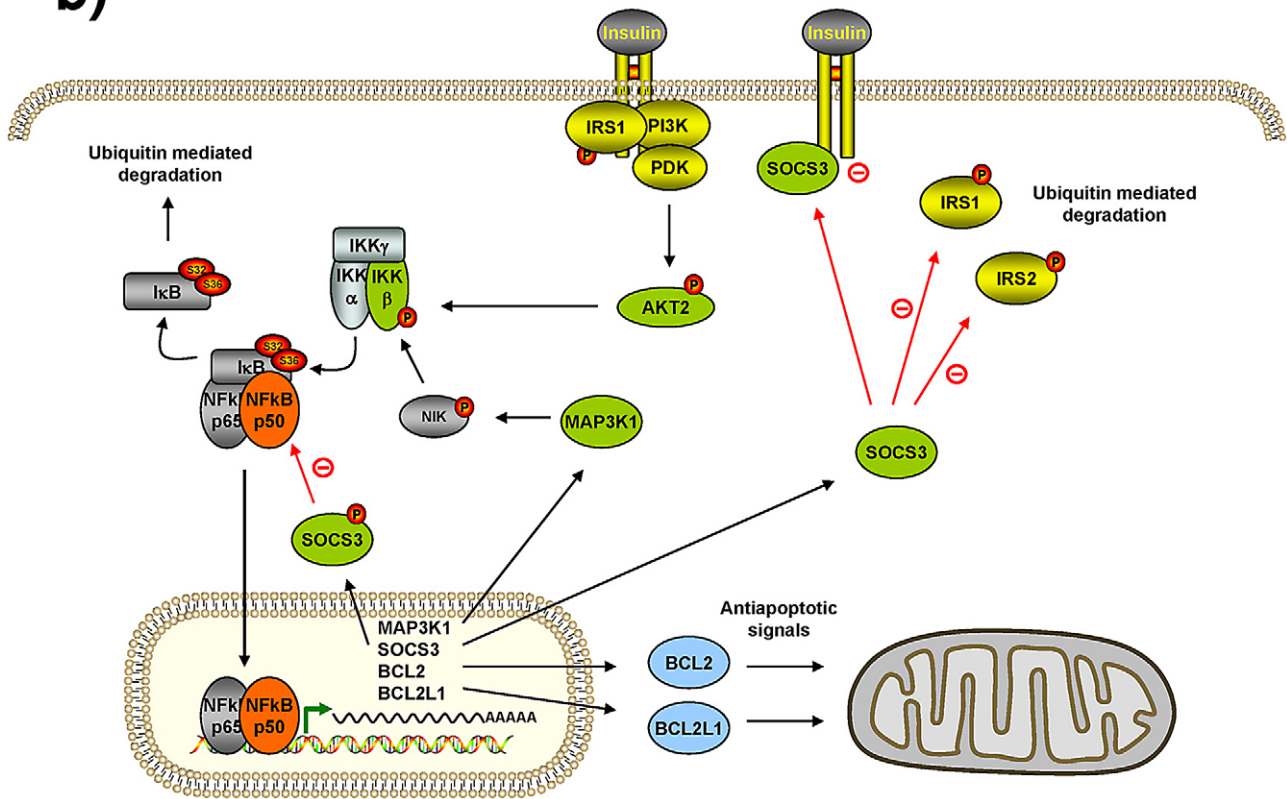 b)
Insulin
Insulin
IRS1
PI3K
P
PDK
SOCS3
Ubiquitin mediated
degradation
P
IRS1
Ubiquitin mediated
degradation
P
IRS2
S32
S36
IκB
IKKγ
IKK
α
IKK
β
P
P
AKT2
S32
S36
IκB
NFk
p65
NFkB
p50
NIK
P
MAP3K1
SOCS3
P
SOCS3
MAP3K1
SOCS3
BCL2
BCL2L1
AAAAA
NFk
p65
NFkB
p50
Antiapoptotic
signals
BCL2
BCL2L1